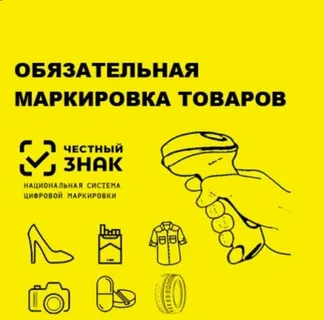 ОБЯЗАТЕЛЬНАЯ
МАРКИРОВКА ТОВАРОВ
ЧЕСТНЫЙ
ЗНАК
НАЦИОНАЛЬНАЯ СИСТЕМА
ЦИФРОВОЙ МАРКИРОВКИ